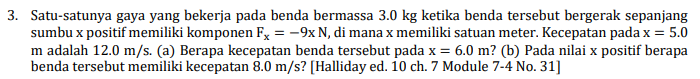 3. Satu-satunya gaya yang bekerja pada benda bermassa 3.0 kg ketika benda tersebut bergerak sepanjang
sumbu x positif memiliki komponen Fₓ = −9x N, di mana x memiliki satuan meter. Kecepatan pada x = 5.0
m adalah 12.0 m/s. (a) Berapa kecepatan benda tersebut pada x = 6.0 m? (b) Pada nilai x positif berapa
benda tersebut memiliki kecepatan 8.0 m/s? [Halliday ed. 10 ch. 7 Module 7-4 No. 31]